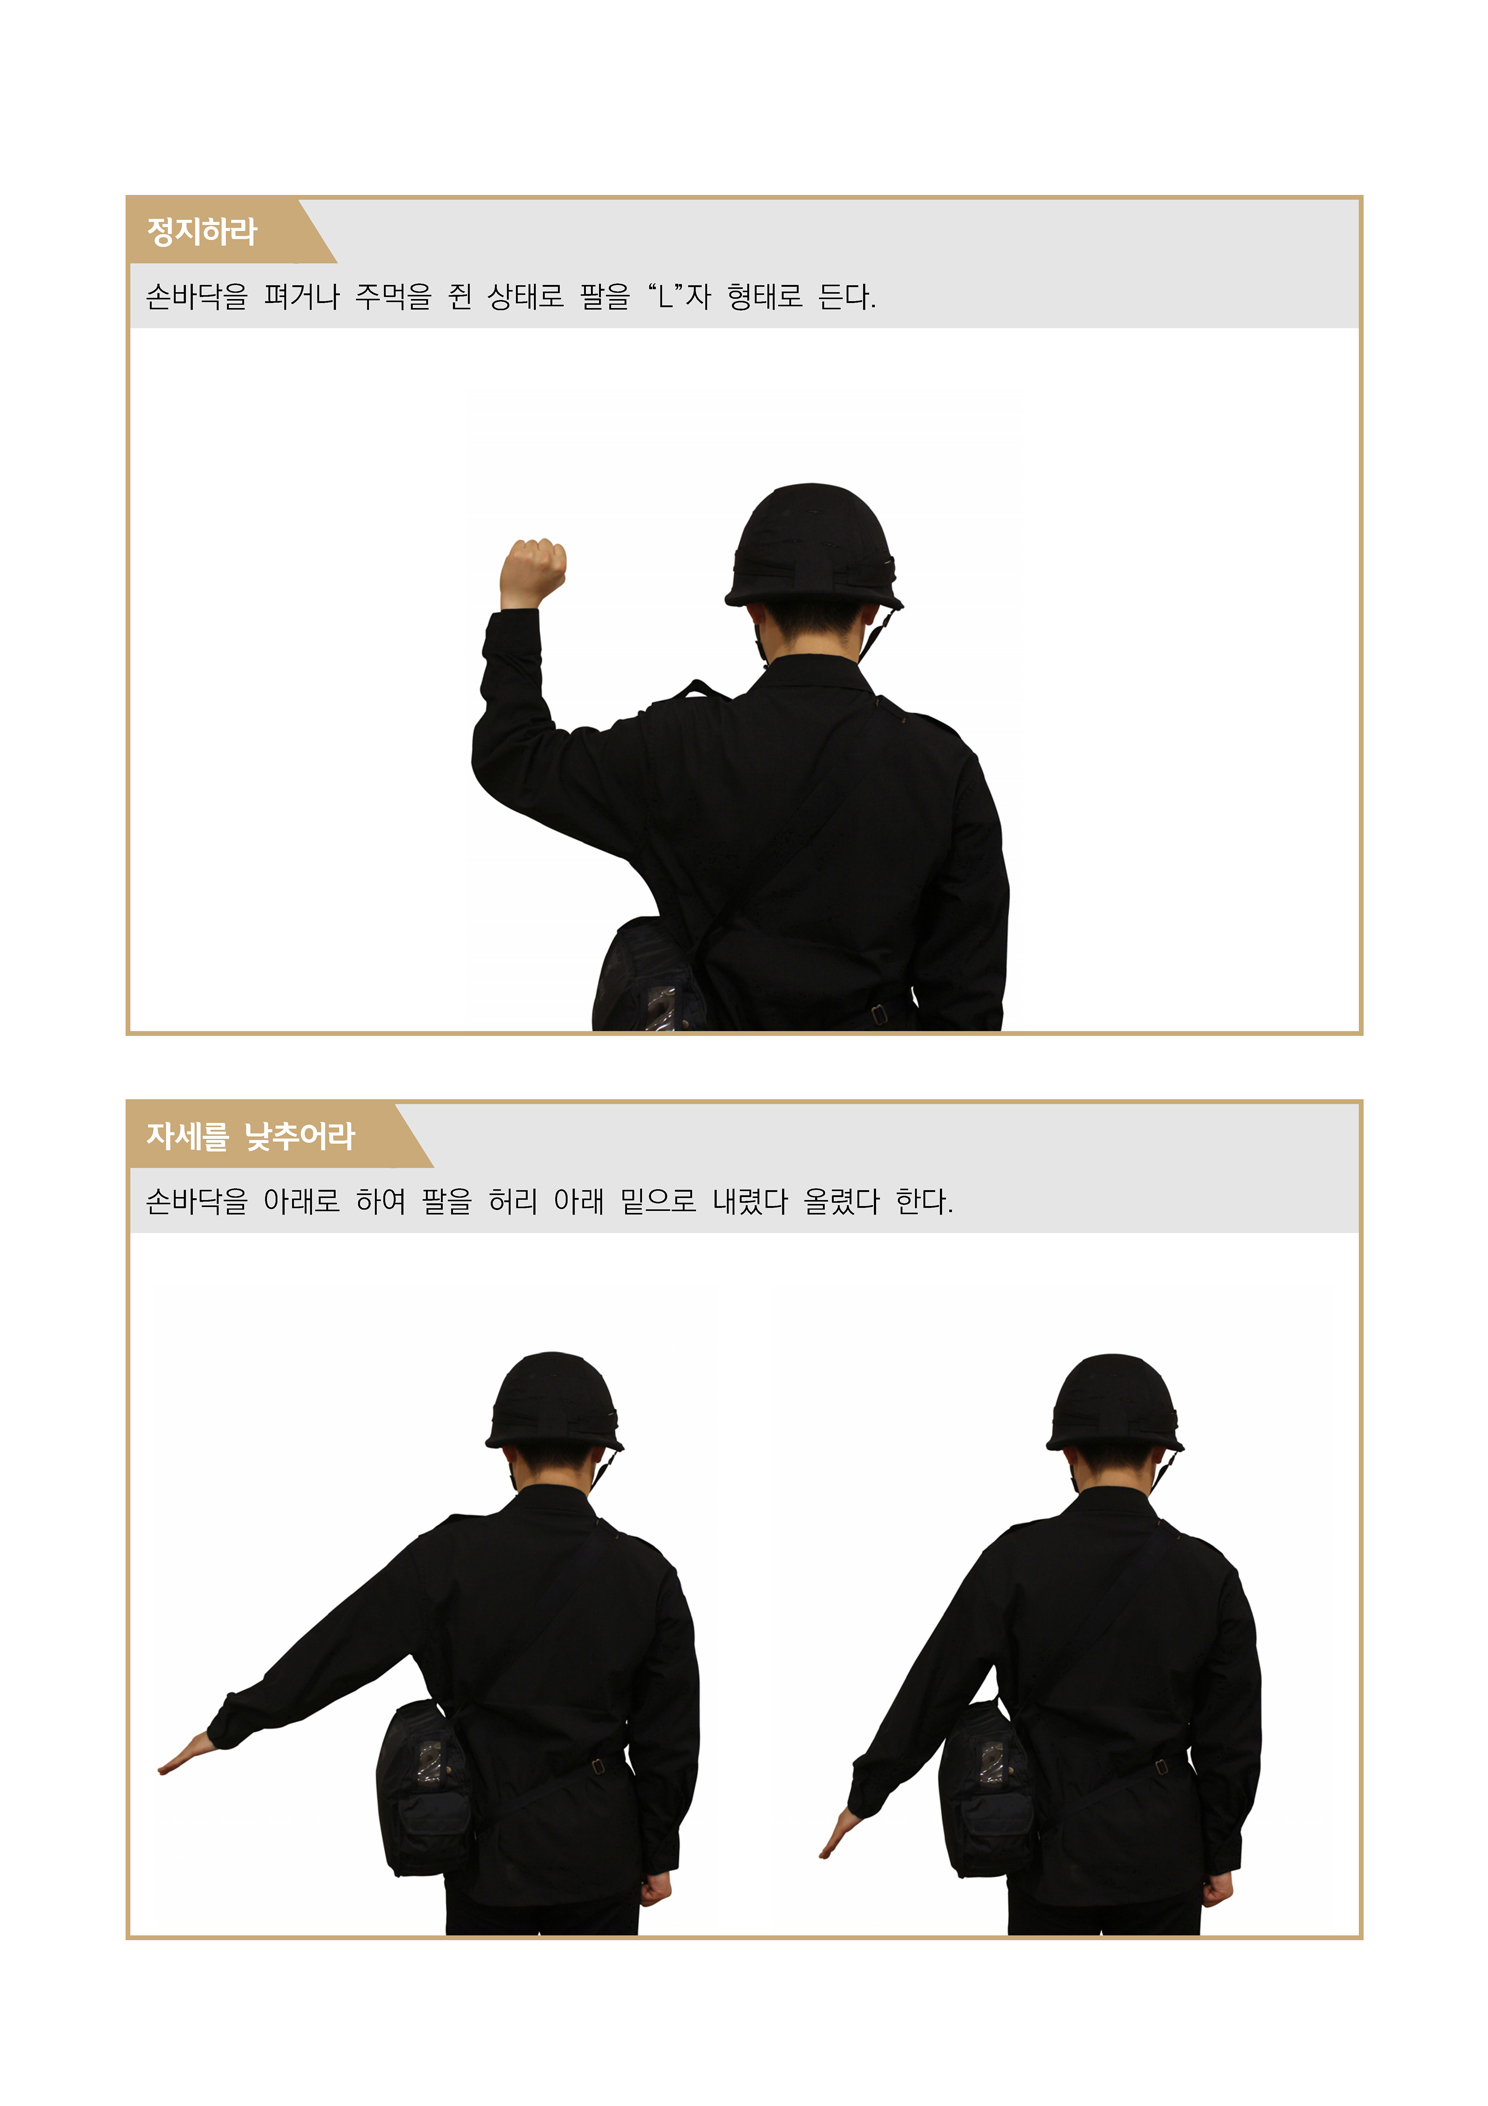 정지하라
손바닥을 펴거나 주먹을 쥔 상태로 팔을 “L”자 형태로 든다.
자세를 낮추어라
손바닥을 아래로 하여 팔을 허리 아래 밑으로 내렸다 올렸다 한다.